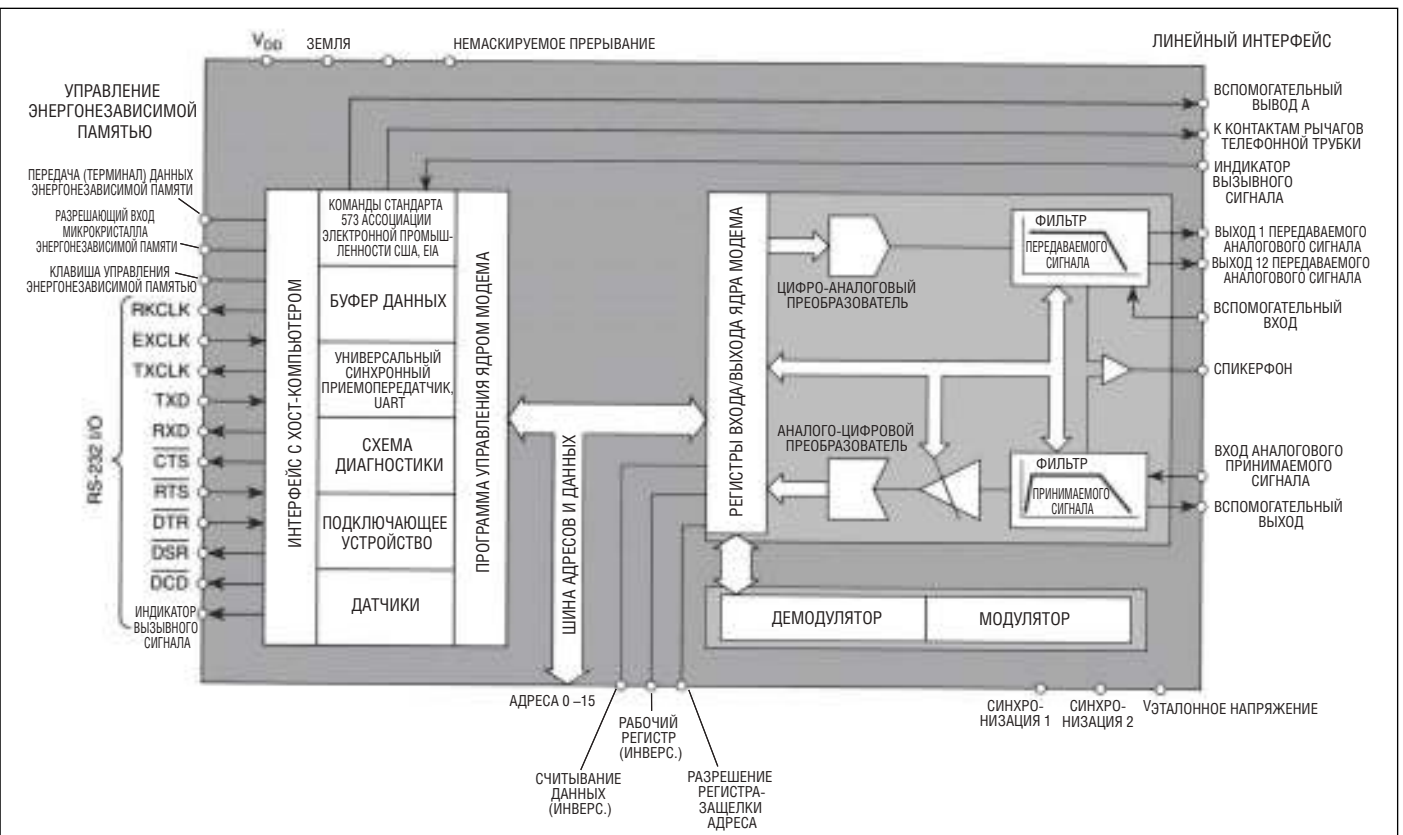 V_DD
ЗЕМЛЯ
НЕМАСКИРУЕМОЕ ПРЕРЫВАНИЕ
ЛИНЕЙНЫЙ ИНТЕРФЕЙС
УПРАВЛЕНИЕ
ЭНЕРГОНЕЗАВИСИМОЙ
ПАМЯТЬЮ
ПЕРЕДАЧА (ТЕРМИНАЛ) ДАННЫХ
ЭНЕРГОНЕЗАВИСИМОЙ ПАМЯТИ
РАЗРЕШАЮЩИЙ ВХОД
МИКРОКРИСТАЛЛА
ЭНЕРГОНЕЗАВИСИМОЙ ПАМЯТИ
КЛАВИША УПРАВЛЕНИЯ
ЭНЕРГОНЕЗАВИСИМОЙ ПАМЯТЬЮ
RS-232 I/O
RKCLK
EXCLK
TXCLK
TXD
RXD
CTS
RTS
DTR
DSR
DCD
ИНДИКАТОР
ВЫЗЫВНОГО
СИГНАЛА
ИНТЕРФЕЙС С ХОСТ-КОМПЬЮТЕРОМ
КОМАНДЫ СТАНДАРТА
573 АССОЦИАЦИИ
ЭЛЕКТРОННОЙ ПРОМЫШ-
ЛЕННОСТИ США, EIA
БУФЕР ДАННЫХ
УНИВЕРСАЛЬНЫЙ
СИНХРОННЫЙ
ПРИЕМОПЕРЕДАТЧИК,
UART
СХЕМА
ДИАГНОСТИКИ
ПОДКЛЮЧАЮЩЕЕ
УСТРОЙСТВО
ДАТЧИКИ
ПРОГРАММА УПРАВЛЕНИЯ ЯДРОМ МОДЕМА
ШИНА АДРЕСОВ И ДАННЫХ
РЕГИСТРЫ ВХОДА/ВЫХОДА ЯДРА МОДЕМА
ЦИФРО-АНАЛОГОВЫЙ
ПРЕОБРАЗОВАТЕЛЬ
АНАЛОГО-ЦИФРОВОЙ
ПРЕОБРАЗОВАТЕЛЬ
ФИЛЬТР
ПЕРЕДАВАЕМОГО
СИГНАЛА
ФИЛЬТР
ПРИНИМАЕМОГО
СИГНАЛА
ДЕМОДУЛЯТОР
МОДУЛЯТОР
ВСПОМОГАТЕЛЬНЫЙ
ВЫВОД А
К КОНТАКТАМ РЫЧАГОВ
ТЕЛЕФОННОЙ ТРУБКИ
ИНДИКАТОР
ВЫЗЫВНОГО
СИГНАЛА
ВЫХОД 1 ПЕРЕДАВАЕМОГО
АНАЛОГОВОГО СИГНАЛА
ВЫХОД 12 ПЕРЕДАВАЕМОГО
АНАЛОГОВОГО СИГНАЛА
ВСПОМОГАТЕЛЬНЫЙ
ВХОД
СПИКЕРФОН
ВХОД АНАЛОГОВОГО
ПРИНИМАЕМОГО
СИГНАЛА
ВСПОМОГАТЕЛЬНЫЙ
ВЫХОД
АДРЕСА 0 –15
СЧИТЫВАНИЕ
ДАННЫХ
(ИНВЕРС.)
РАБОЧИЙ
РЕГИСТР
(ИНВЕРС.)
РАЗРЕШЕНИЕ
РЕГИСТРА-
ЗАЩЕЛКИ
АДРЕСА
СИНХРО-
НИЗАЦИЯ 1
СИНХРО-
НИЗАЦИЯ 2
VЭТАЛОННОЕ НАПРЯЖЕНИЕ